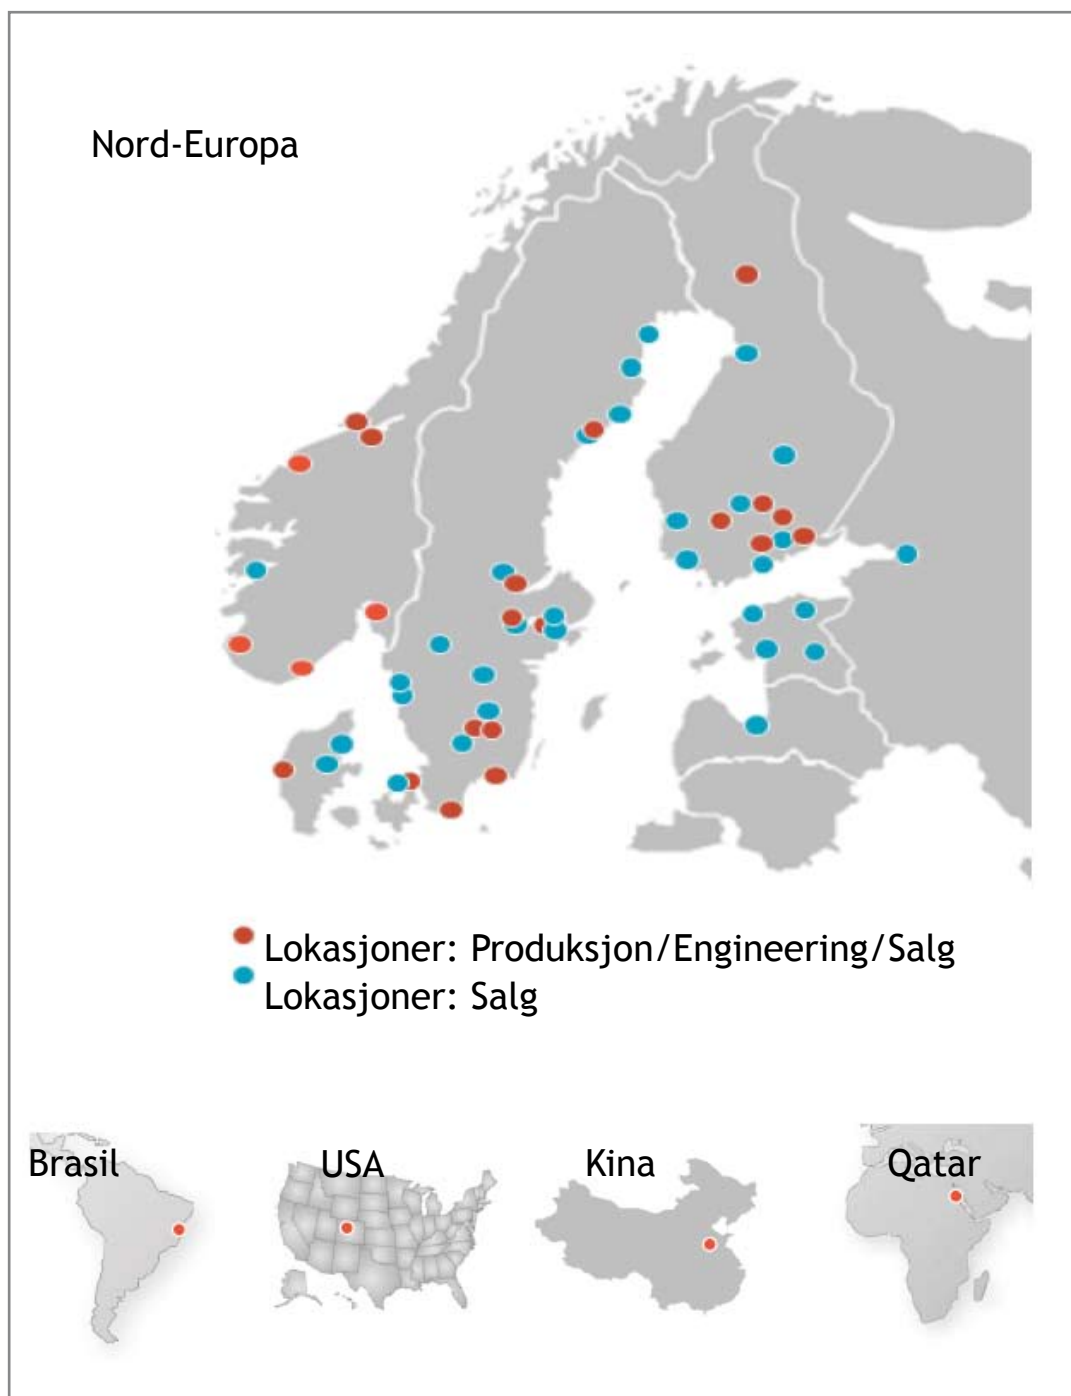 Nord-Europa
Lokasjoner: Produksjon/Engineering/Salg
Lokasjoner: Salg
Brasil
USA
Kina
Qatar